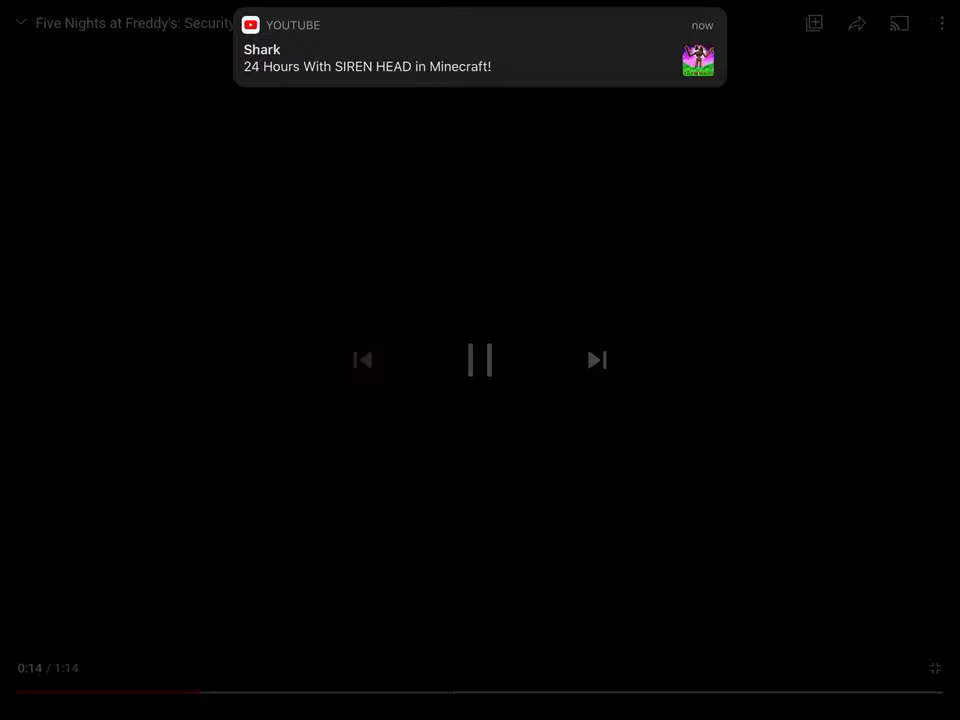 Five Nights at Freddy's: Security
YOUTUBE
now
Shark
24 Hours With SIREN HEAD in Minecraft!
0:14 / 1:14